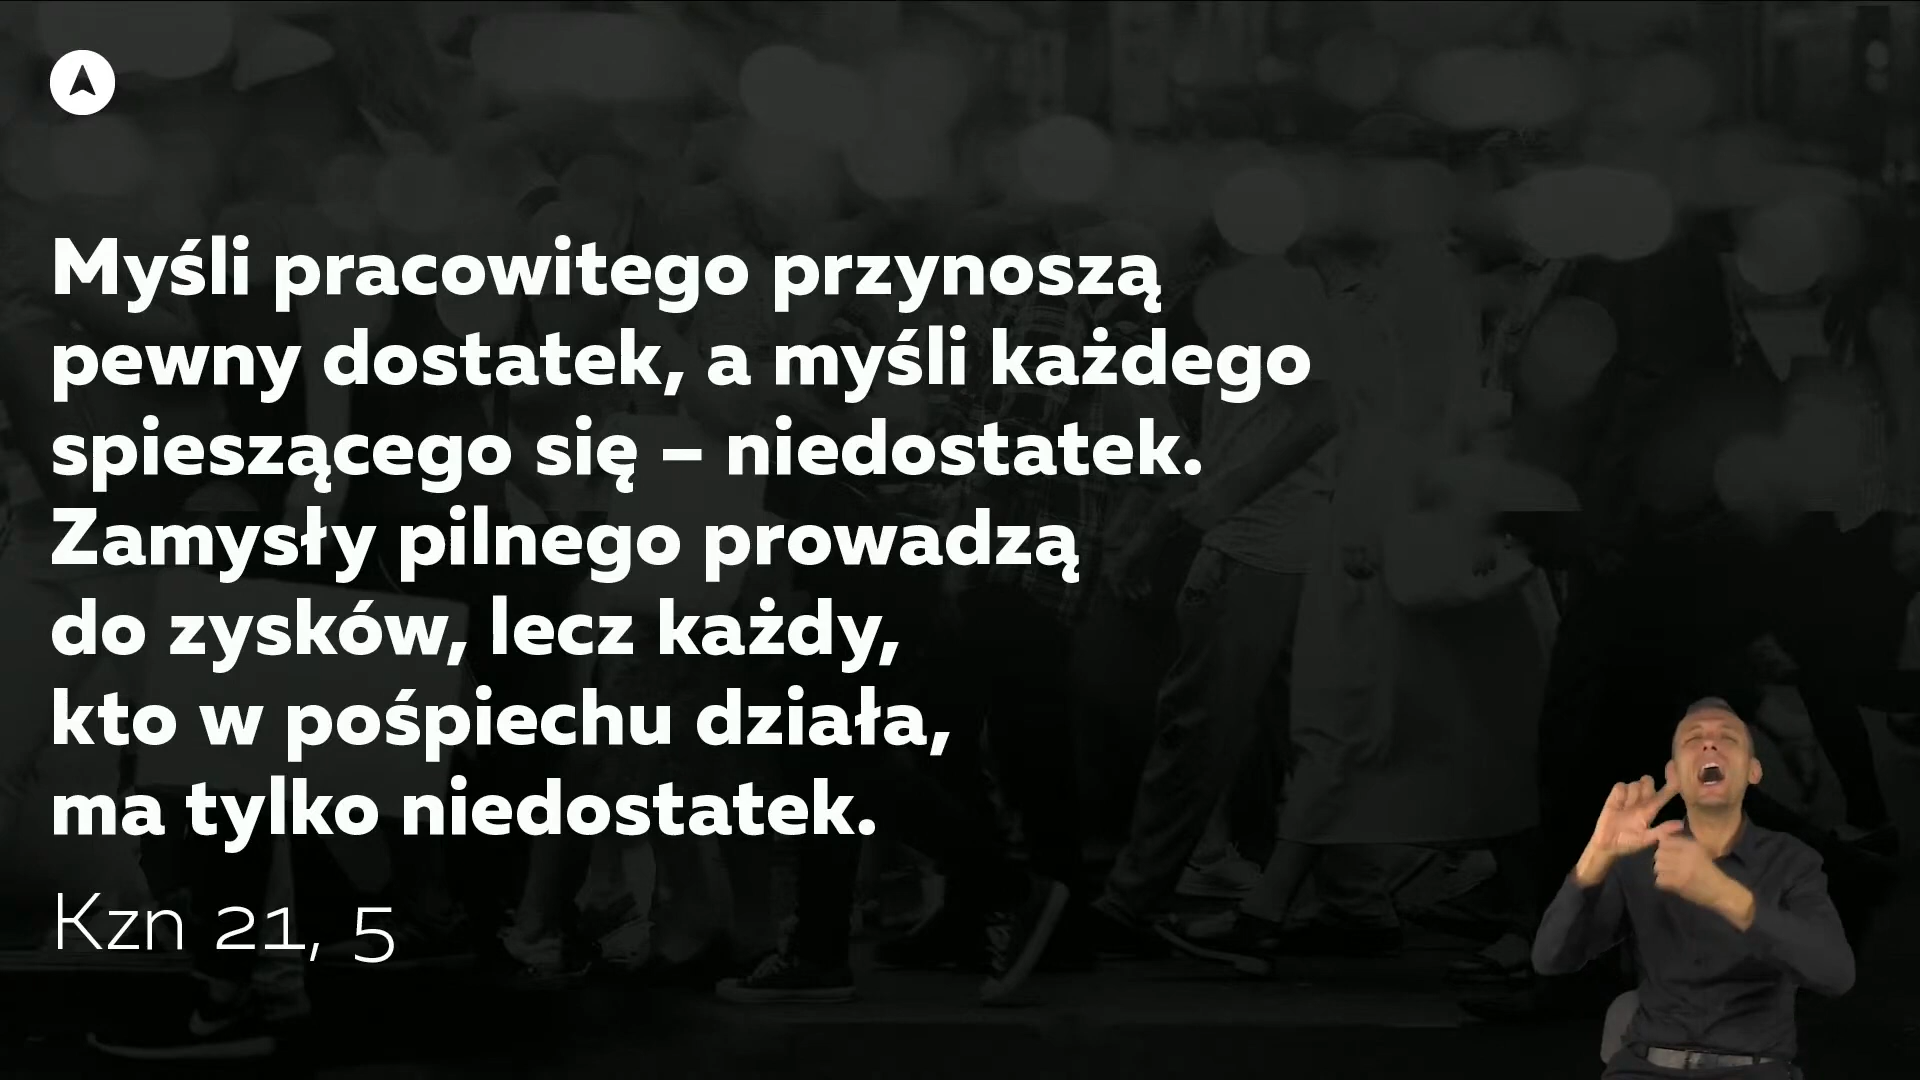 Myśli pracowitego przynoszą
pewny dostatek, a myśli każdego
spieszącego się – niedostatek.
Zamysły pilnego prowadzą
do zysków, lecz każdy,
kto w pośpiechu działa,
ma tylko niedostatek.
Kzn 21, 5